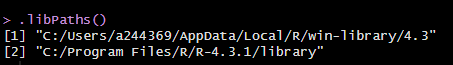 > .libPaths()
[1] "C:/Users/a244369/AppData/Local/R/win-library/4.3"
[2] "C:/Program Files/R/R-4.3.1/library"